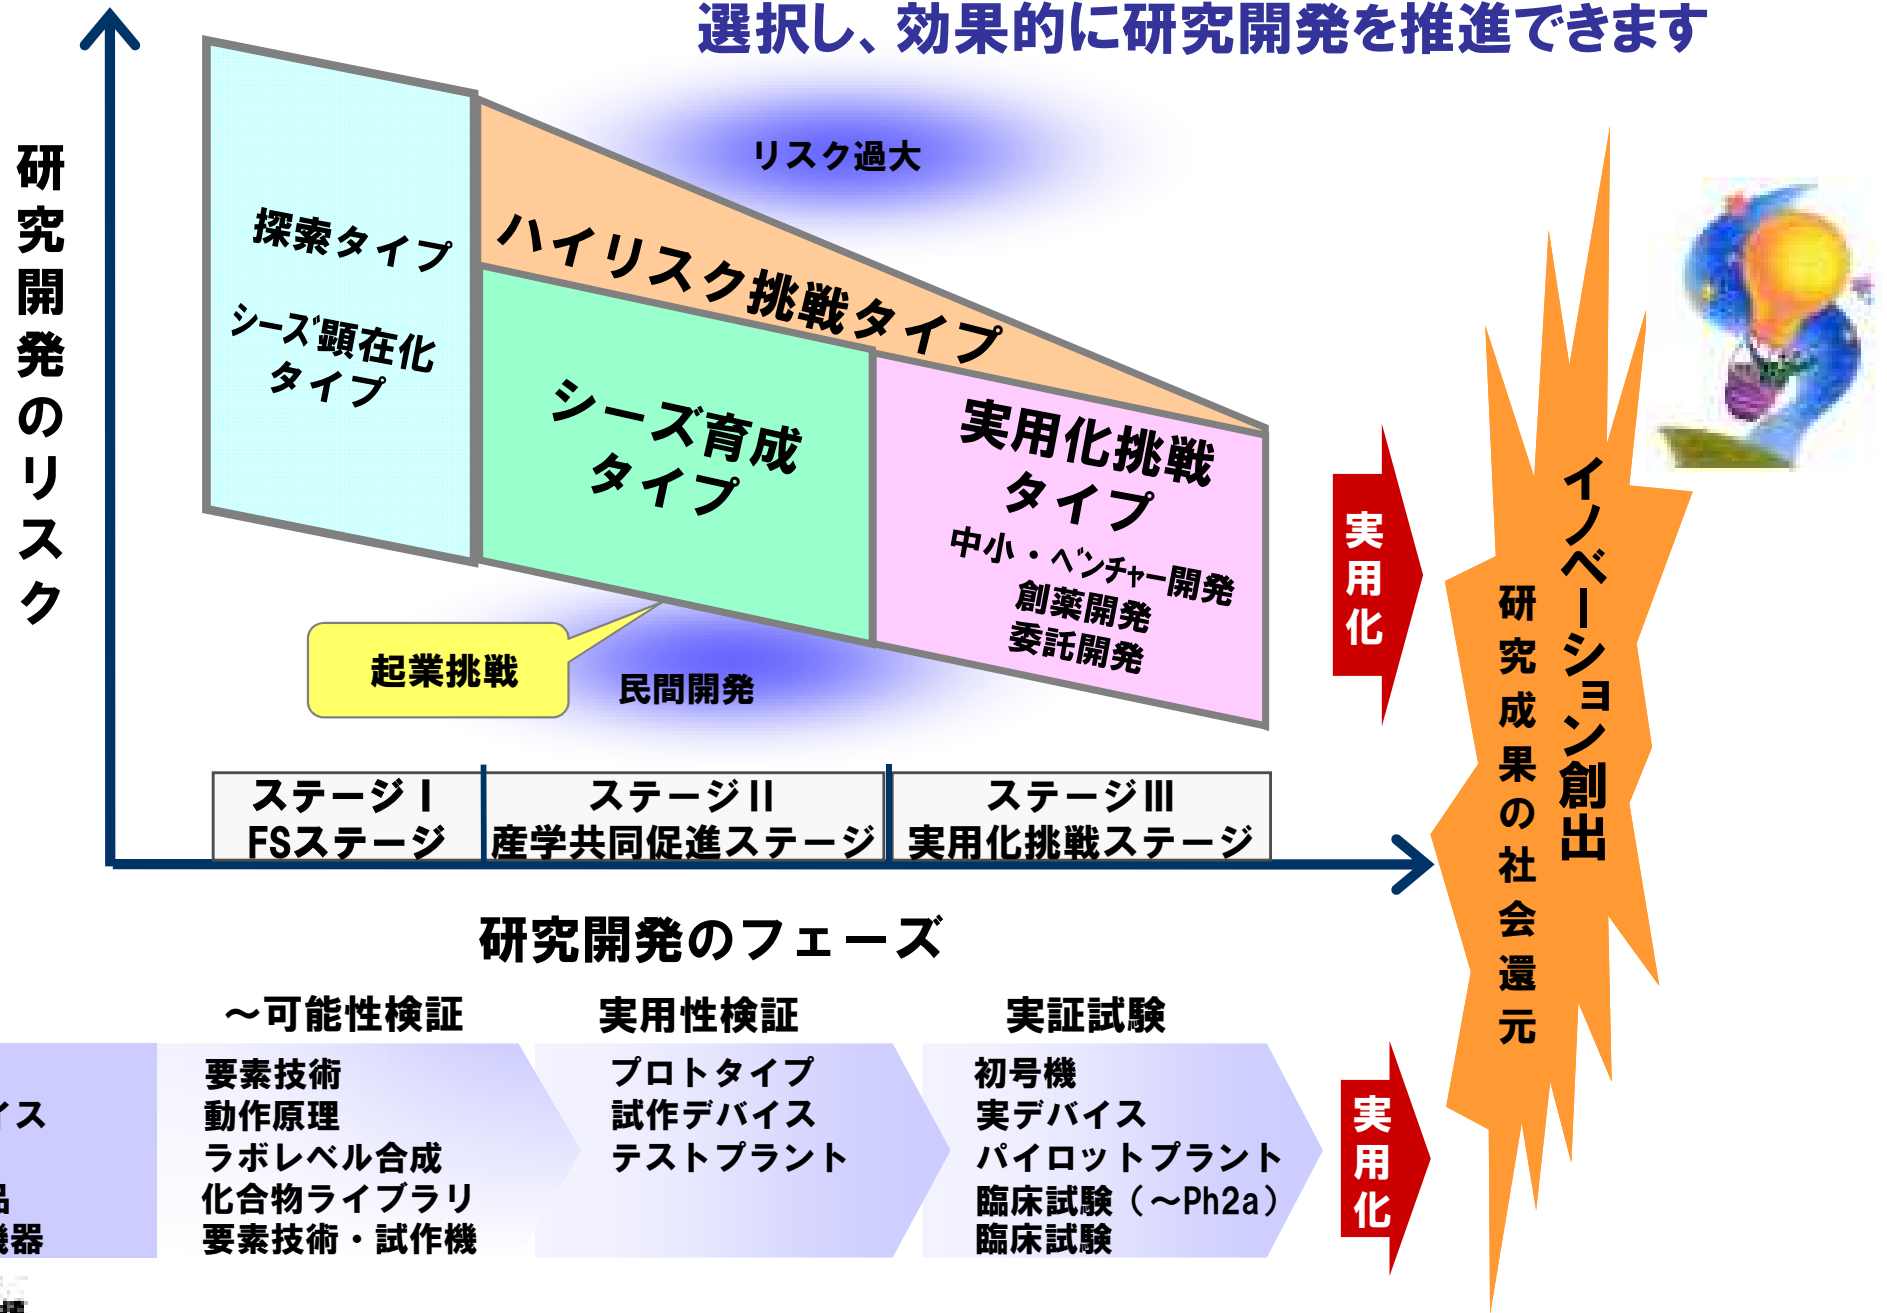 選択し、効果的に研究開発を推進できます
研究開発のリスク
リスク過大
探索タイプ
シーズ顕在化
タイプ
ハイリスク挑戦タイプ
シーズ育成
タイプ
実用化挑戦
タイプ
中小・ベンチャー開発
創薬開発
委託開発
起業挑戦
民間開発
実用化
イノベーション創出
研究成果の社会還元
ステージⅠ
FSステージ
ステージⅡ
産学共同促進ステージ
ステージⅢ
実用化挑戦ステージ
研究開発のフェーズ
～可能性検証
実用性検証
実証試験
イス
品
機器
要素技術
動作原理
ラボレベル合成
化合物ライブラリ
要素技術・試作機
プロトタイプ
試作デバイス
テストプラント
初号機
実デバイス
パイロットプラント
臨床試験（～Ph2a）
臨床試験
実用化